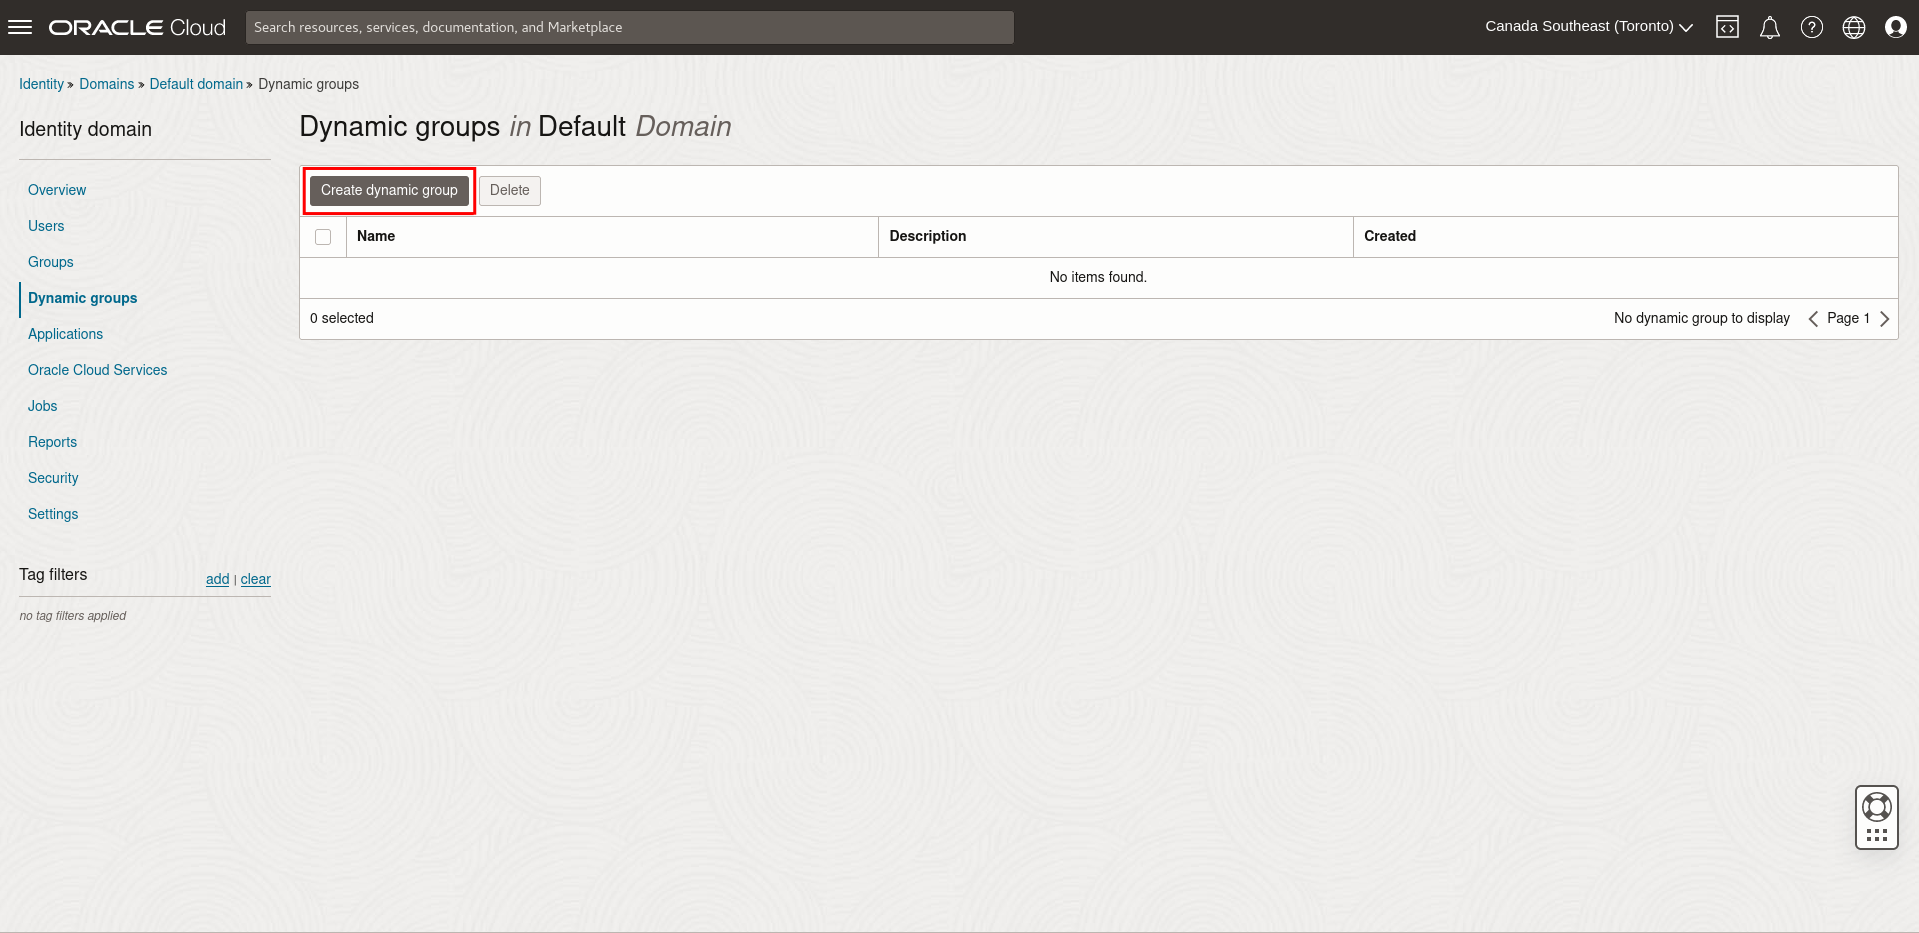 ORACLE Cloud
Search resources, services, documentation, and Marketplace
Canada Southeast (Toronto)
Identity » Domains » Default domain » Dynamic groups
Identity domain
Overview
Users
Groups
Dynamic groups
Applications
Oracle Cloud Services
Jobs
Reports
Security
Settings
Tag filters
add | clear
no tag filters applied
Dynamic groups in Default Domain
Create dynamic group Delete
Name Description Created
No items found.
0 selected No dynamic group to display Page 1